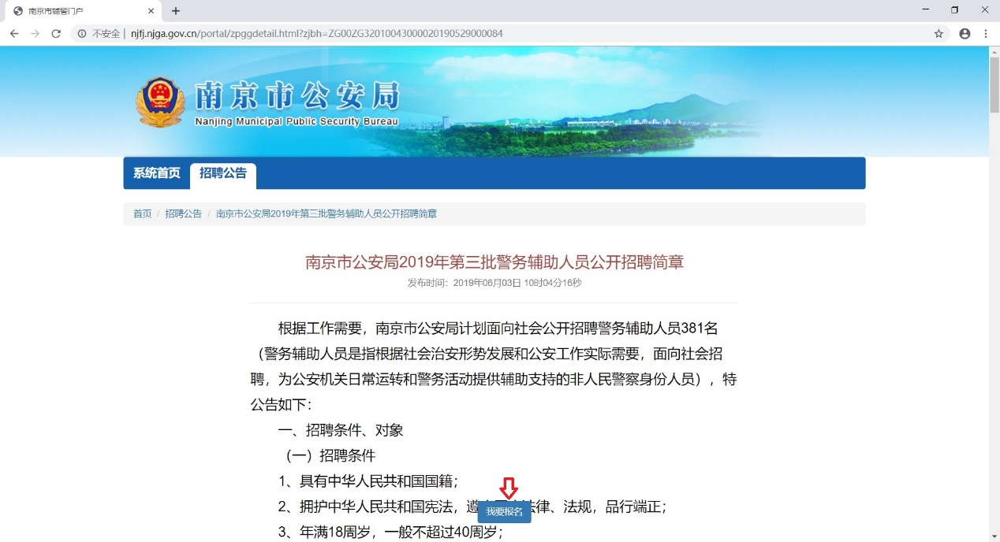 南京市辅警门户
不安全 | njfj.njga.gov.cn/portal/zpggdetail.html?zjbh=ZG00ZG32010043000020190529000084
南京市公安局
Nanjing Municipal Public Security Bureau
系统首页 招聘公告
首页 / 招聘公告 / 南京市公安局2019年第三批警务辅助人员公开招聘简章
南京市公安局2019年第三批警务辅助人员公开招聘简章
发布时间：2019年06月03日 10时04分16秒
根据工作需要，南京市公安局计划面向社会公开招聘警务辅助人员381名
（警务辅助人员是指根据社会治安形势发展和公安工作实际需要，面向社会招
聘，为公安机关日常运转和警务活动提供辅助支持的非人民警察身份人员），特
公告如下：
一、招聘条件、对象
（一）招聘条件
1、具有中华人民共和国国籍；
2、拥护中华人民共和国宪法，遵 法律、法规，品行端正；
我要报名
3、年满18周岁，一般不超过40周岁；